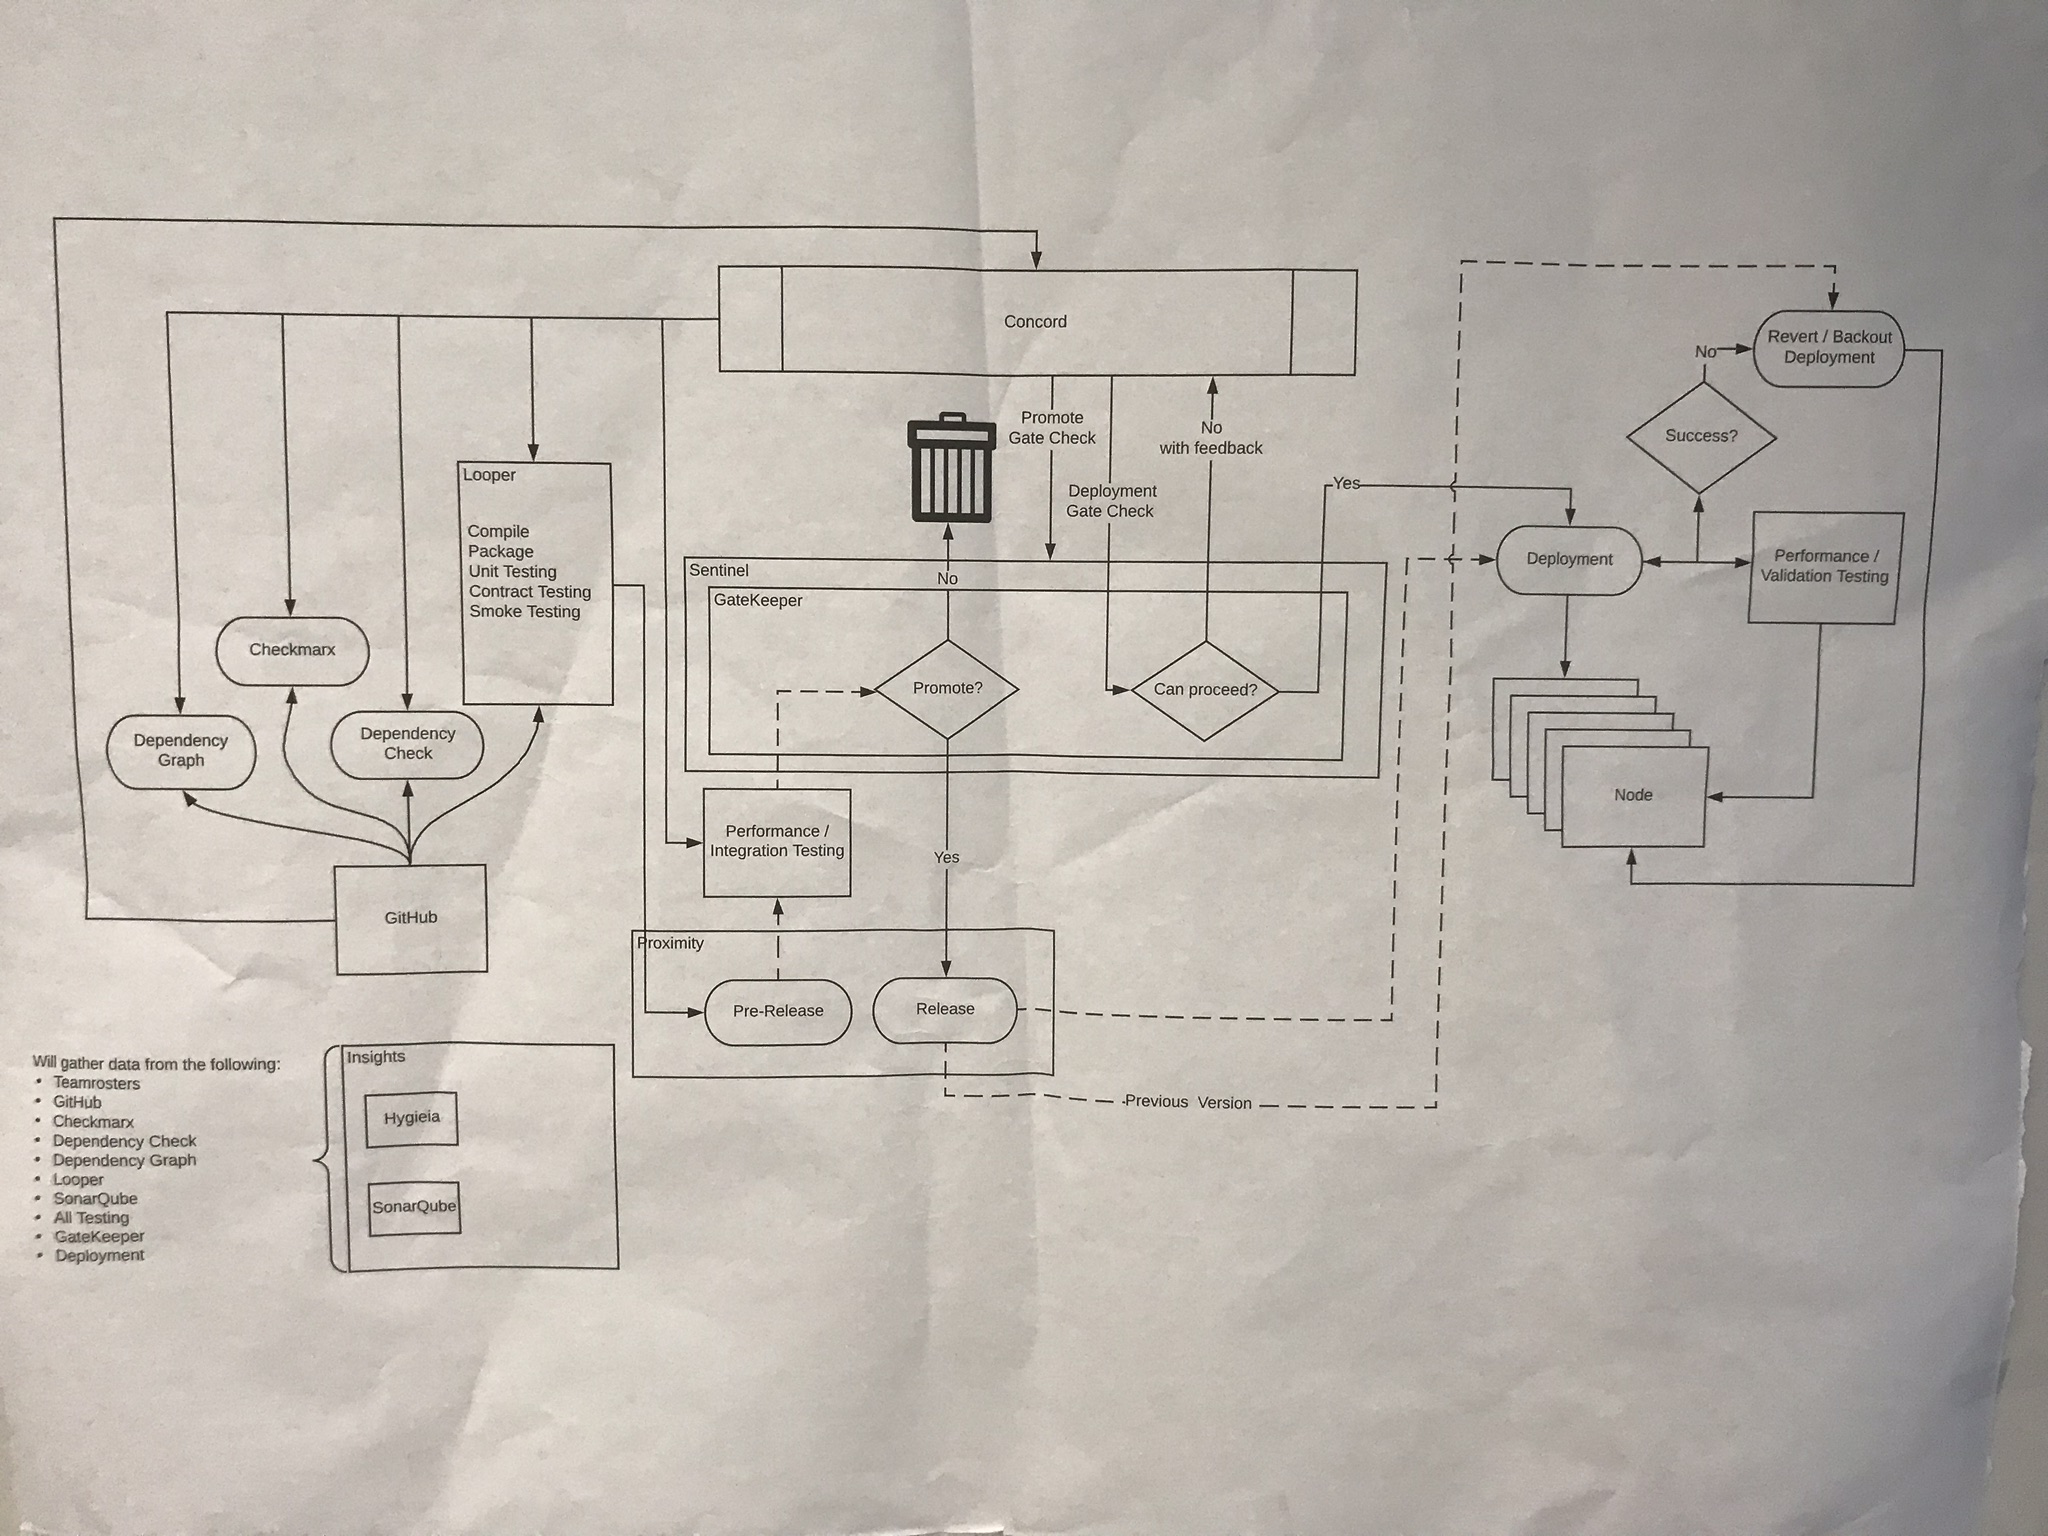 Concord
Revert / Backout
Deployment
No
Success?
Promote
Gate Check
No
with feedback
Deployment
Gate Check
Yes
Looper
Compile
Package
Unit Testing
Contract Testing
Smoke Testing
Sentinel
No
GateKeeper
Deployment
Performance /
Validation Testing
Checkmarx
Promote?
Can proceed?
Dependency
Graph
Dependency
Check
Node
Performance /
Integration Testing
Yes
GitHub
Proximity
Pre-Release
Release
Previous Version
Will gather data from the following:
• Teamrosters
• GitHub
• Checkmarx
• Dependency Check
• Dependency Graph
• Looper
• SonarQube
• All Testing
• GateKeeper
• Deployment
Insights
Hygieia
SonarQube